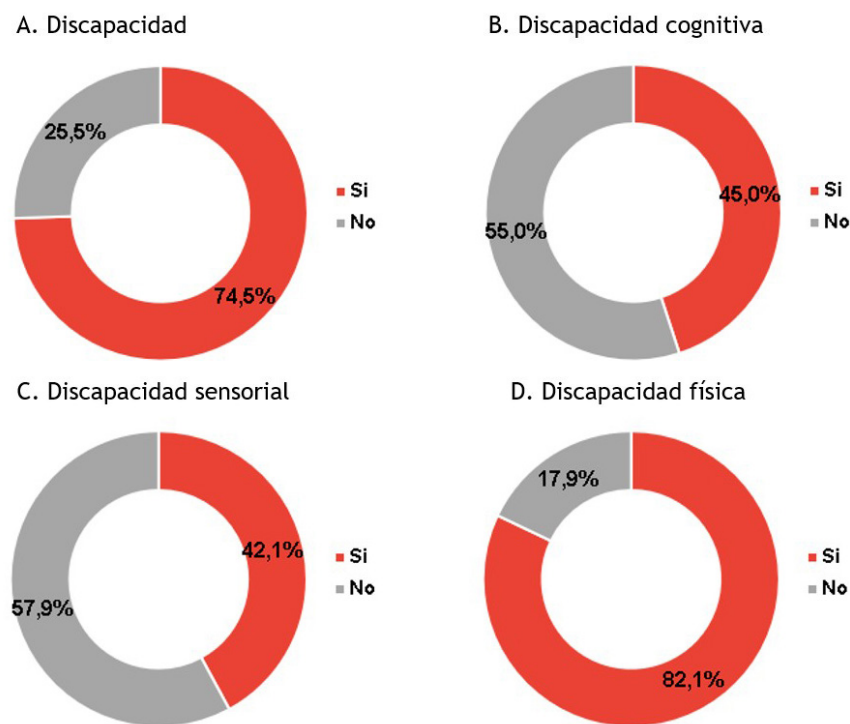 A. Discapacidad
25,5%
74,5%
Si
No
B. Discapacidad cognitiva
45,0%
55,0%
Si
No
C. Discapacidad sensorial
42,1%
57,9%
Si
No
D. Discapacidad física
17,9%
82,1%
Si
No